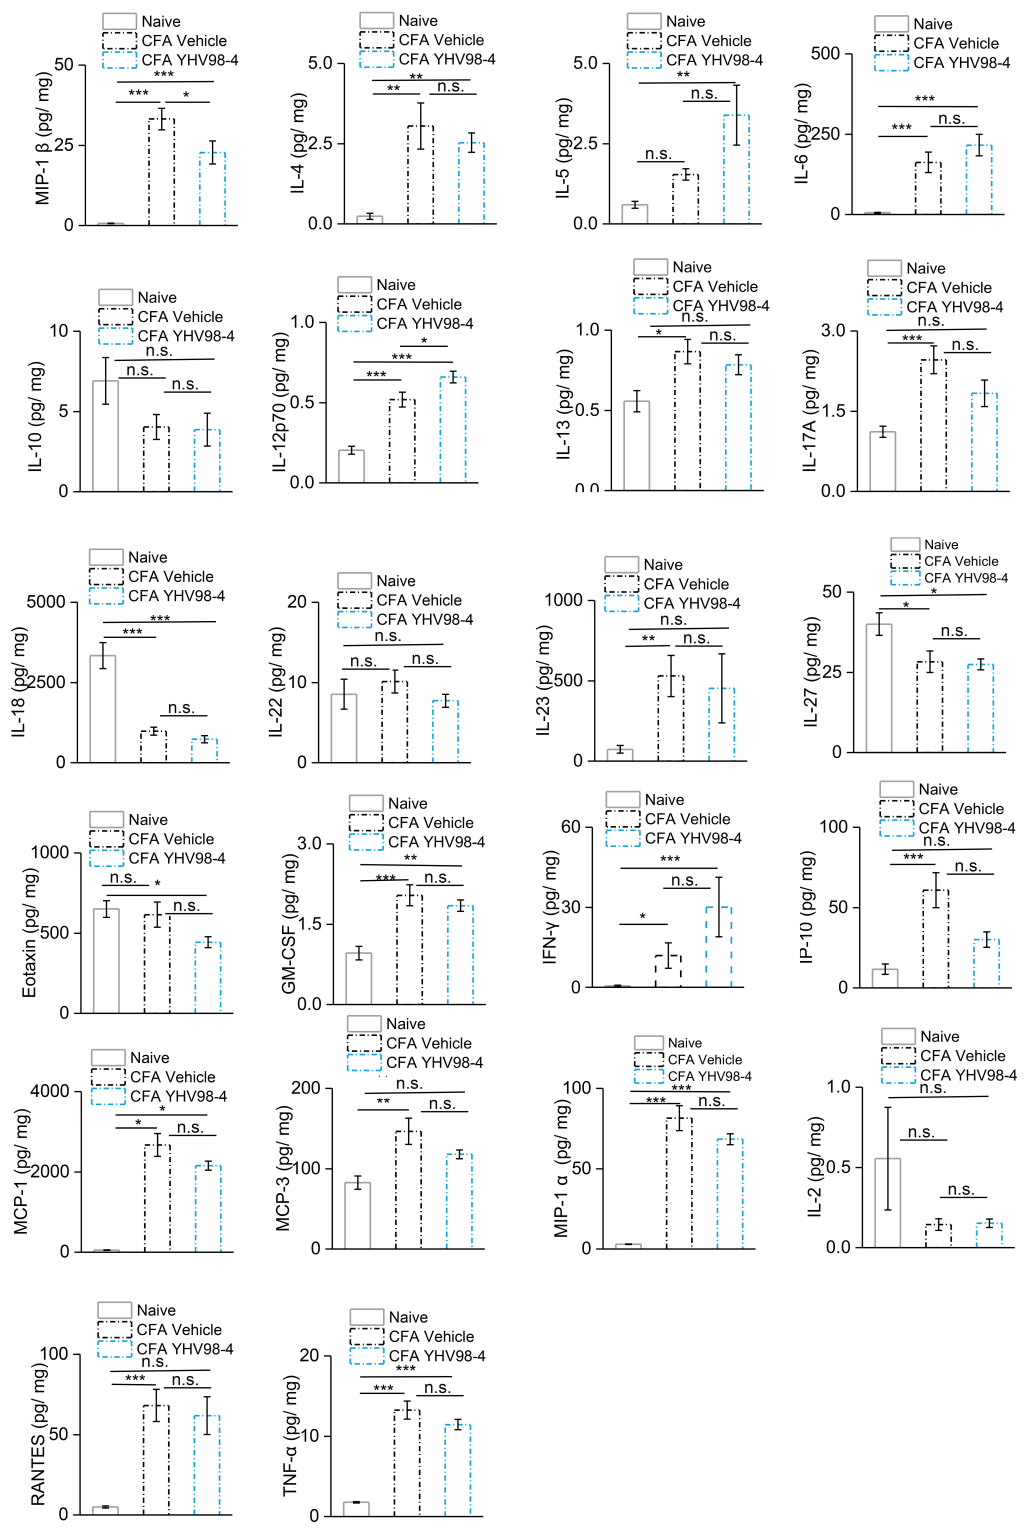 Naive
CFA Vehicle
CFA YHV98-4
MIP-1 β (pg/ mg)
50
25
0
***
***
*
Naive
CFA Vehicle
CFA YHV98-4
IL-4 (pg/ mg)
5.0
2.5
0.0
**
**
n.s.
Naive
CFA Vehicle
CFA YHV98-4
IL-5 (pg/ mg)
5.0
2.5
0.0
**
n.s.
n.s.
Naive
CFA Vehicle
CFA YHV98-4
IL-6 (pg/ mg)
500
250
0
***
n.s.
***
Naive
CFA Vehicle
CFA YHV98-4
IL-10 (pg/ mg)
10
5
0
n.s.
n.s.
n.s.
Naive
CFA Vehicle
CFA YHV98-4
IL-12p70 (pg/ mg)
1.0
0.5
0.0
*
***
***
Naive
CFA Vehicle
CFA YHV98-4
IL-13 (pg/ mg)
1.0
0.5
0.0
n.s.
*
n.s.
Naive
CFA Vehicle
CFA YHV98-4
IL-17A (pg/ mg)
3.0
1.5
0.0
n.s.
***
n.s.
Naive
CFA Vehicle
CFA YHV98-4
IL-18 (pg/ mg)
5000
2500
0
***
***
n.s.
Naive
CFA Vehicle
CFA YHV98-4
IL-22 (pg/ mg)
20
10
0
n.s.
n.s.
n.s.
Naive
CFA Vehicle
CFA YHV98-4
IL-23 (pg/ mg)
1000
500
0
n.s.
**
n.s.
Naive
CFA Vehicle
CFA YHV98-4
IL-27 (pg/ mg)
50
25
0
*
*
n.s.
Naive
CFA Vehicle
CFA YHV98-4
Eotaxin (pg/ mg)
1000
500
0
n.s.
*
n.s.
Naive
CFA Vehicle
CFA YHV98-4
GM-CSF (pg/ mg)
3.0
1.5
0.0
**
***
n.s.
Naive
CFA Vehicle
CFA YHV98-4
IFN-γ (pg/ mg)
60
30
0
***
n.s.
*
Naive
CFA Vehicle
CFA YHV98-4
IP-10 (pg/ mg)
100
50
0
n.s.
***
n.s.
Naive
CFA Vehicle
CFA YHV98-4
MCP-1 (pg/ mg)
4000
2000
0
*
*
n.s.
Naive
CFA Vehicle
CFA YHV98-4
MCP-3 (pg/ mg)
200
100
0
n.s.
**
n.s.
Naive
CFA Vehicle
CFA YHV98-4
MIP-1 α (pg/ mg)
100
50
0
***
***
n.s.
Naive
CFA Vehicle
CFA YHV98-4
IL-2 (pg/ mg)
1.0
0.5
0.0
n.s.
n.s.
n.s.
Naive
CFA Vehicle
CFA YHV98-4
RANTES (pg/ mg)
100
50
0
n.s.
***
n.s.
Naive
CFA Vehicle
CFA YHV98-4
TNF-α (pg/ mg)
20
10
0
***
***
n.s.